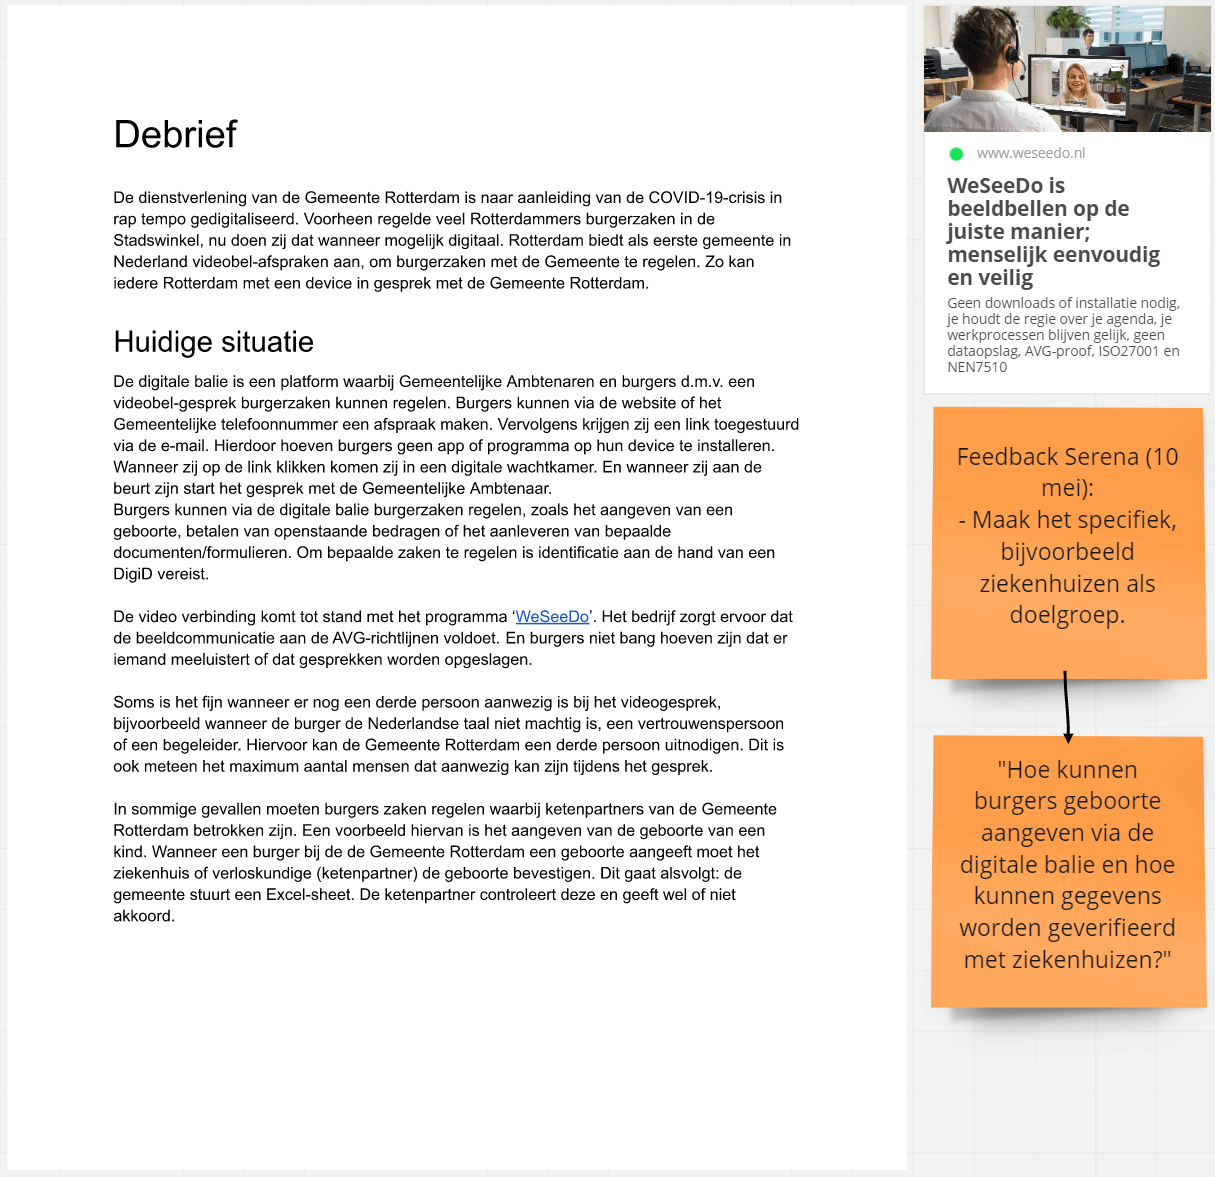 Debrief
De dienstverlening van de Gemeente Rotterdam is naar aanleiding van de COVID-19-crisis in
rap tempo gedigitaliseerd. Voorheen regelde veel Rotterdammers burgerzaken in de
Stadswinkel, nu doen zij dat wanneer mogelijk digitaal. Rotterdam biedt als eerste gemeente in
Nederland videobel-afspraken aan, om burgerzaken met de Gemeente te regelen. Zo kan
iedere Rotterdam met een device in gesprek met de Gemeente Rotterdam.
Huidige situatie
De digitale balie is een platform waarbij Gemeentelijke Ambtenaren en burgers d.m.v. een
videobel-gesprek burgerzaken kunnen regelen. Burgers kunnen via de website of het
Gemeentelijke telefoonnummer een afspraak maken. Vervolgens krijgen zij een link toegestuurd
via de e-mail. Hierdoor hoeven burgers geen app of programma op hun device te installeren.
Wanneer zij op de link klikken komen zij in een digitale wachtkamer. En wanneer zij aan de
beurt zijn start het gesprek met de Gemeentelijke Ambtenaar.
Burgers kunnen via de digitale balie burgerzaken regelen, zoals het aangeven van een
geboorte, betalen van openstaande bedragen of het aanleveren van bepaalde
documenten/formulieren. Om bepaalde zaken te regelen is identificatie aan de hand van een
DigiD vereist.
De video verbinding komt tot stand met het programma ‘WeSeeDo’. Het bedrijf zorgt ervoor dat
de beeldcommunicatie aan de AVG-richtlijnen voldoet. En burgers niet bang hoeven zijn dat er
iemand meeluistert of dat gesprekken worden opgeslagen.
Soms is het fijn wanneer er nog een derde persoon aanwezig is bij het videogesprek,
bijvoorbeeld wanneer de burger de Nederlandse taal niet machtig is, een vertrouwenspersoon
of een begeleider. Hiervoor kan de Gemeente Rotterdam een derde persoon uitnodigen. Dit is
ook meteen het maximum aantal mensen dat aanwezig kan zijn tijdens het gesprek.
In sommige gevallen moeten burgers zaken regelen waarbij ketenpartners van de Gemeente
Rotterdam betrokken zijn. Een voorbeeld hiervan is het aangeven van de geboorte van een
kind. Wanneer een burger bij de de Gemeente Rotterdam een geboorte aangeeft moet het
ziekenhuis of verloskundige (ketenpartner) de geboorte bevestigen. Dit gaat alsvolgt: de
gemeente stuurt een Excel-sheet. De ketenpartner controleert deze en geeft wel of niet
akkoord.
www.weseedo.nl
WeSeeDo is
beeldbellen op de
juiste manier;
menselijk eenvoudig
en veilig
Geen downloads of installatie nodig,
je houdt de regie over je agenda, je
werkprocessen blijven gelijk, geen
dataopslag, AVG-proof, ISO27001 en
NEN7510
Feedback Serena (10
mei):
- Maak het specifiek,
bijvoorbeeld
ziekenhuizen als
doelgroep.
"Hoe kunnen
burgers geboorte
aangeven via de
digitale balie en hoe
kunnen gegevens
worden geverifieerd
met ziekenhuizen?"